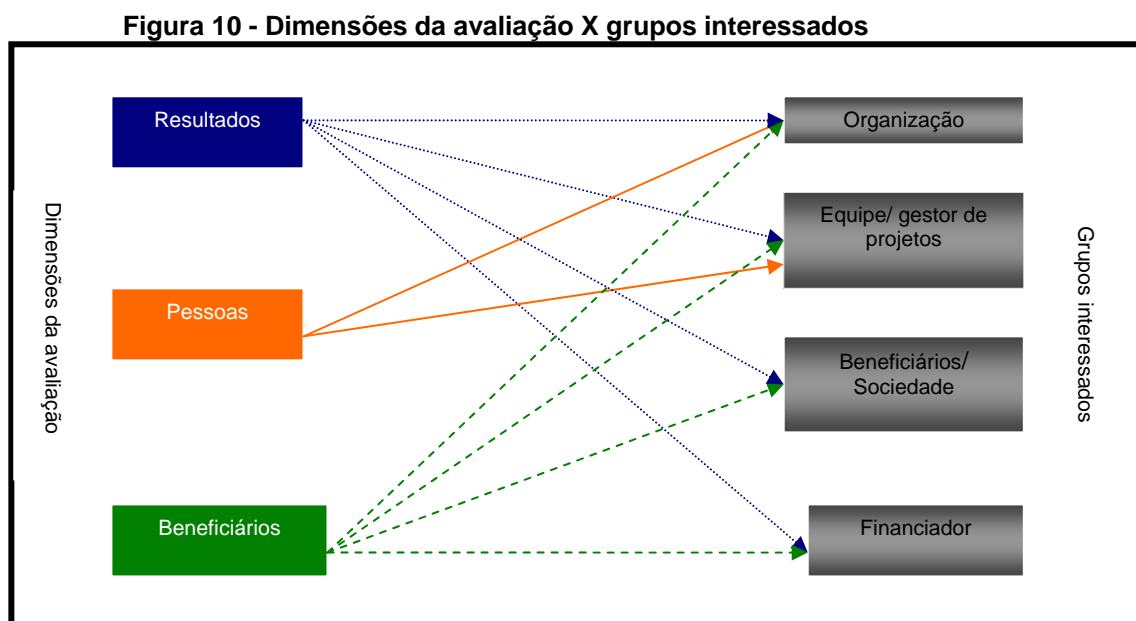 Figura 10 - Dimensões da avaliação X grupos interessados
Resultados
Organização
Equipe/ gestor de
projetos
Dimensões da avaliação
Grupos interessados
Pessoas
Beneficiários/
Sociedade
Beneficiários
Financiador